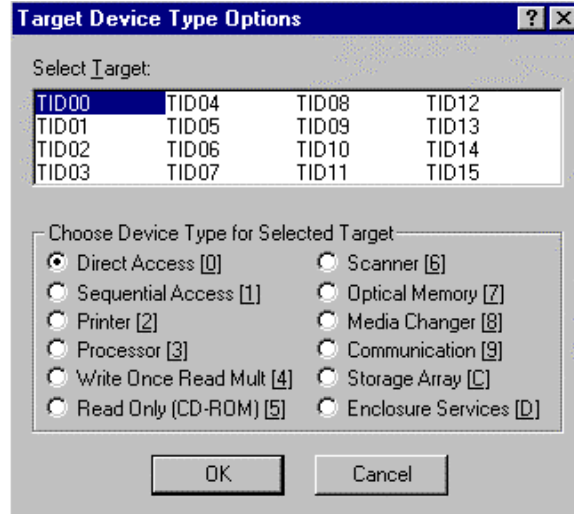 Target Device Type Options
Select Target:
TID00 TID04 TID08 TID12
TID01 TID05 TID09 TID13
TID02 TID06 TID10 TID14
TID03 TID07 TID11 TID15
Choose Device Type for Selected Target
Direct Access [0] Scanner [6]
Sequential Access [1] Optical Memory [7]
Printer [2] Media Changer [8]
Processor [3] Communication [9]
Write Once Read Mult [4] Storage Array [C]
Read Only (CD-ROM) [5] Enclosure Services [D]
OK Cancel